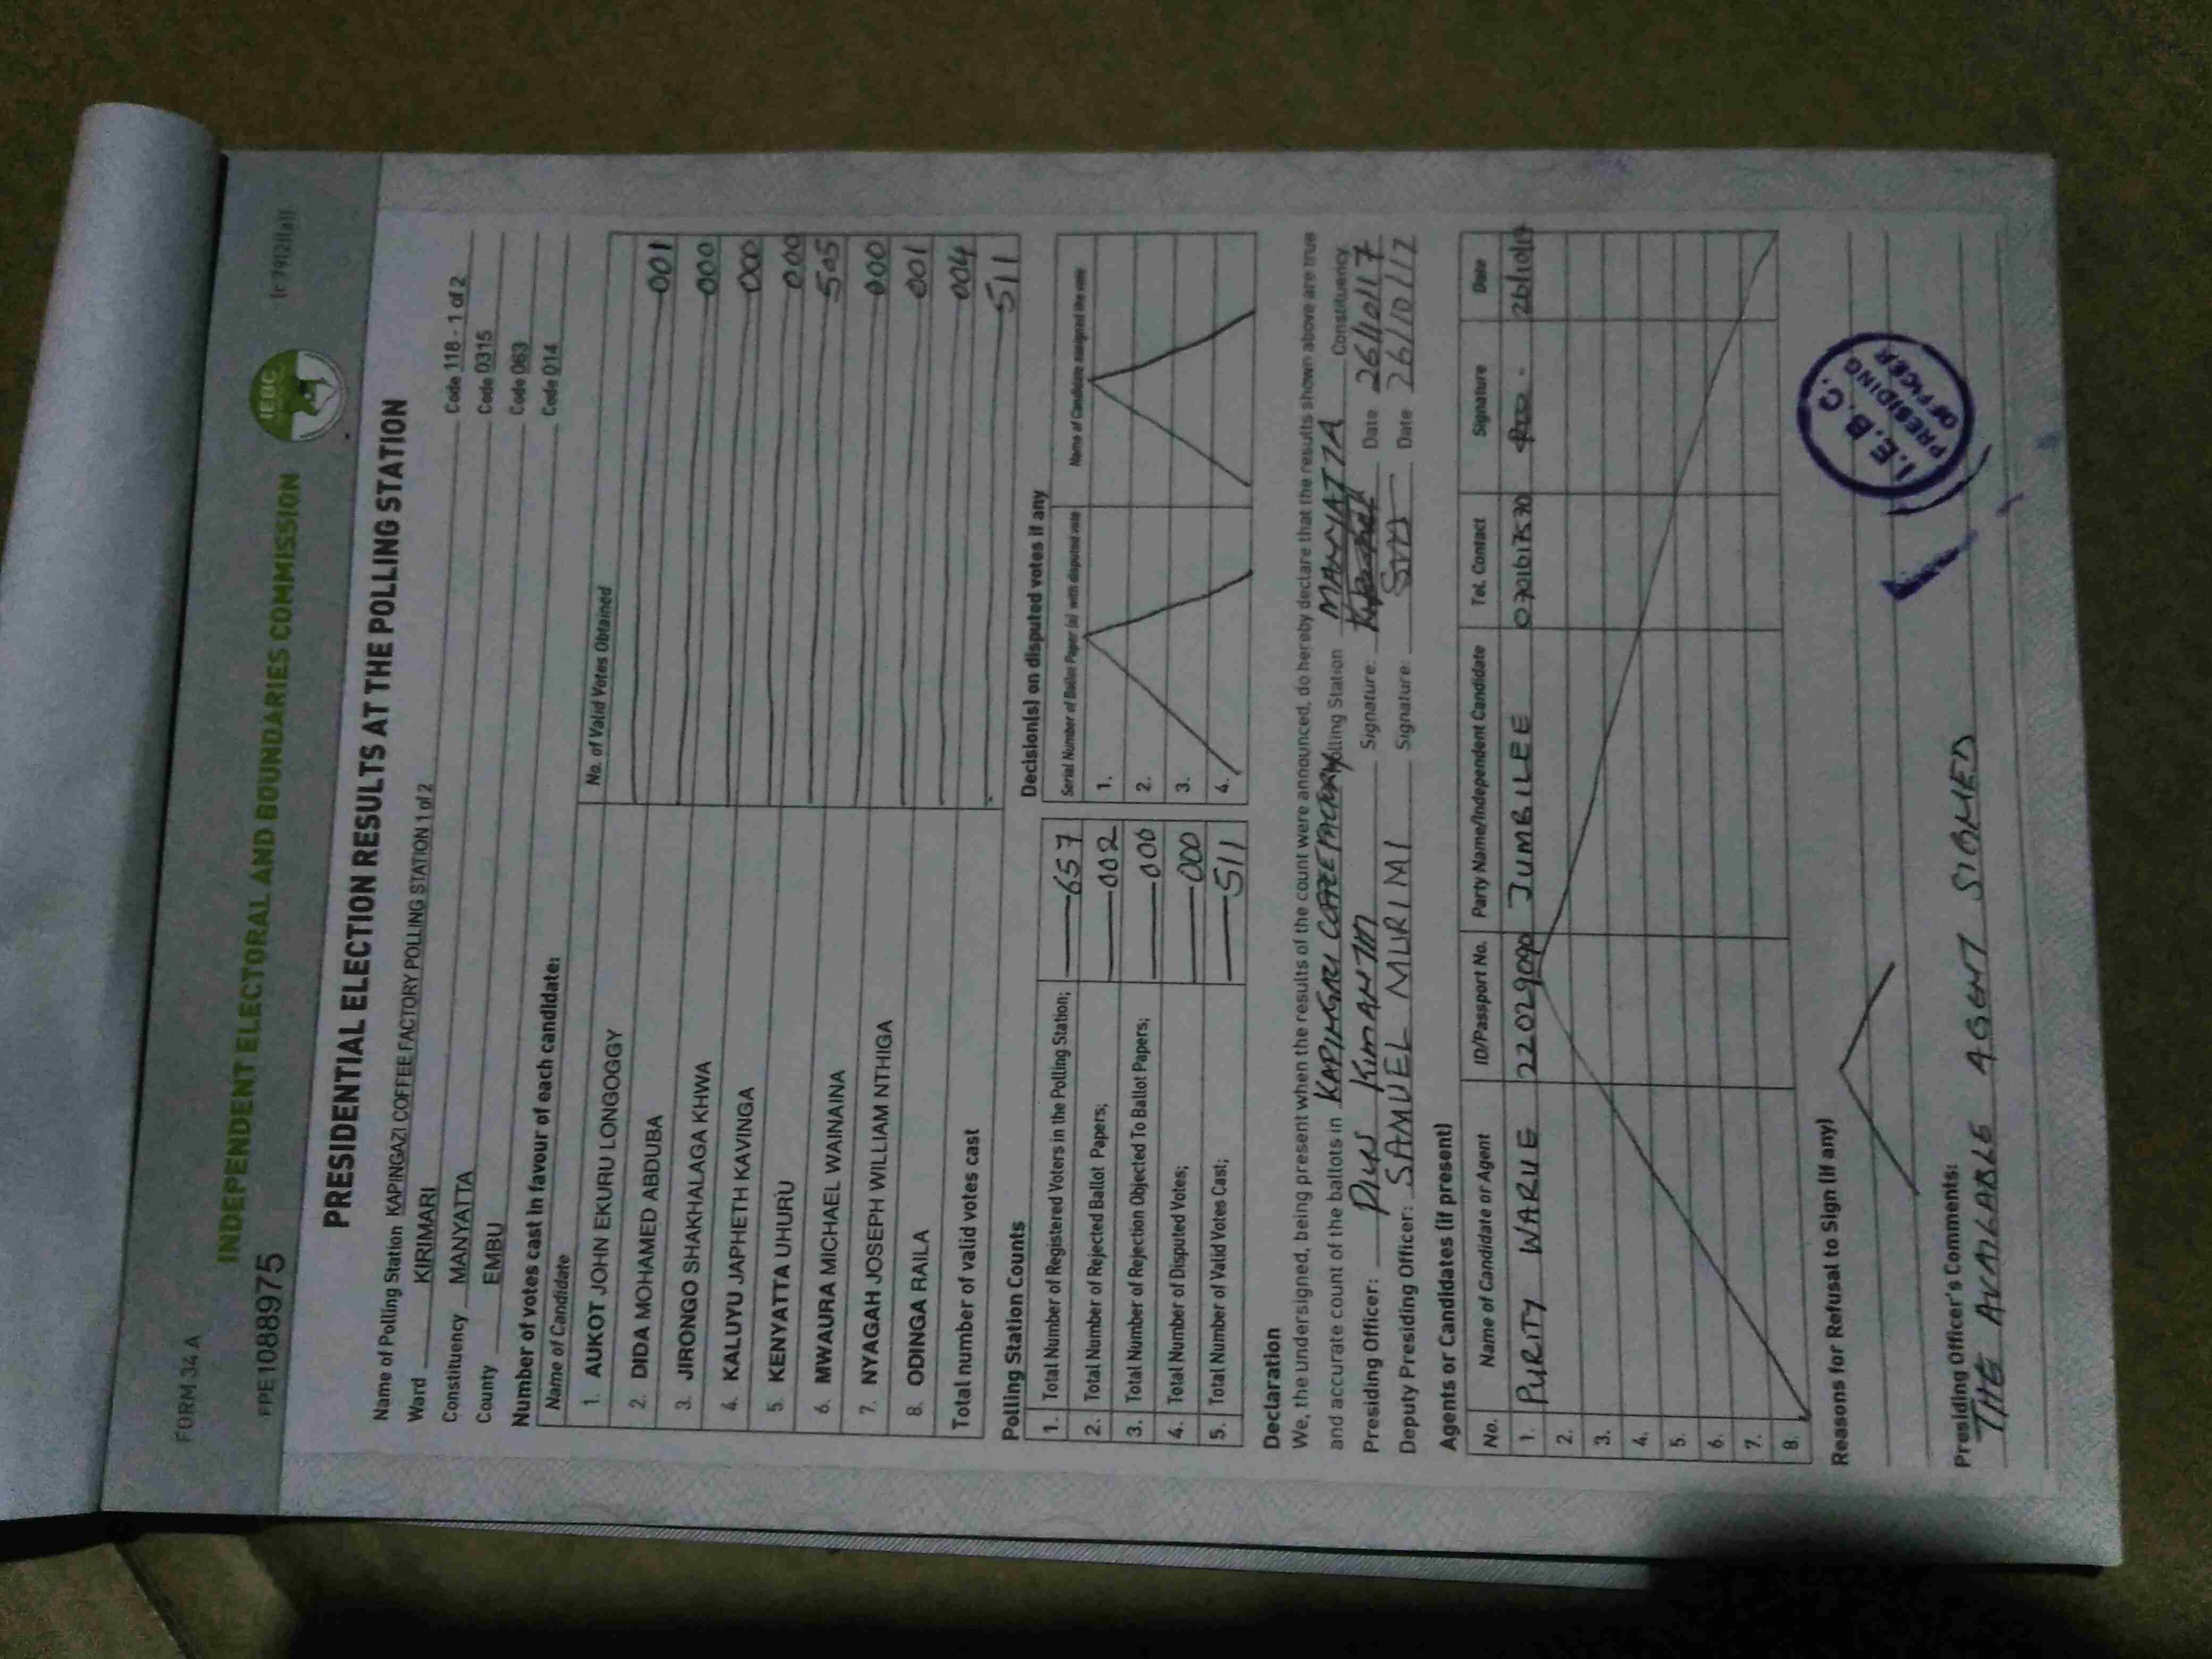 FORM 34 A
PPE1088975
INDEPENDENT ELECTORAL AND BOUNDARIES COMMISSION
IEBC
PRESIDENTIAL ELECTION RESULTS AT THE POLLING STATION
Name of Polling Station KAPINGAZI COFFEE FACTORY POLLING STATION 1 of 2 Code 118 - 1 of 2
Ward KIRIMARI Code 0315
Constituency MANYATTA Code 063
County EMBU Code 014
Number of votes cast in favour of each candidate:
Name of Candidate No. of Valid Votes Obtained
1. AUKOT JOHN EKURU LONGOGGY 001
2. DIDA MOHAMED ABDUBA 000
3. JIRONGO SHAKHALAGA KHWA 000
4. KALUYU JAPHETH KAVINGA 000
5. KENYATTA UHURU 505
6. MWAURA MICHAEL WAINAINA 000
7. NYAGAH JOSEPH WILLIAM NTHIGA 001
8. ODINGA RAILA 004
Total number of valid votes cast 511
Polling Station Counts
1. Total Number of Registered Voters in the Polling Station; 657
2. Total Number of Rejected Ballot Papers; 002
3. Total Number of Rejection Objected To Ballot Papers; 000
4. Total Number of Disputed Votes; 000
5. Total Number of Valid Votes Cast; 511
Decision(s) on disputed votes if any
Serial Number of Ballot Paper (s) with disputed vote Name of Candidate assigned the vote
1.
2.
3.
4.
Declaration
We, the undersigned, being present when the results of the count were announced, do hereby declare that the results shown above are true
and accurate count of the ballots in KAPINGAZI COFFEE FACTORY Polling Station MANYATTA Constituency
Presiding Officer: PIUS KIMANTHI Signature: Date 26/10/17
Deputy Presiding Officer: SAMUEL MURIMI Signature: Date 26/10/17
Agents or Candidates (if present)
No. Name of Candidate or Agent ID/Passport No. Party Name/Independent Candidate Tel. Contact Signature Date
1. PURITY WARUE 22029090 JUMBILEE 26/10/17
2.
3.
4.
5.
6.
7.
8.
Reasons for Refusal to Sign (if any)
I.E.B.C.
PRESIDING
OFFICER
Presiding Officer's Comments:
THE AVAILABLE AGENT SIGNED